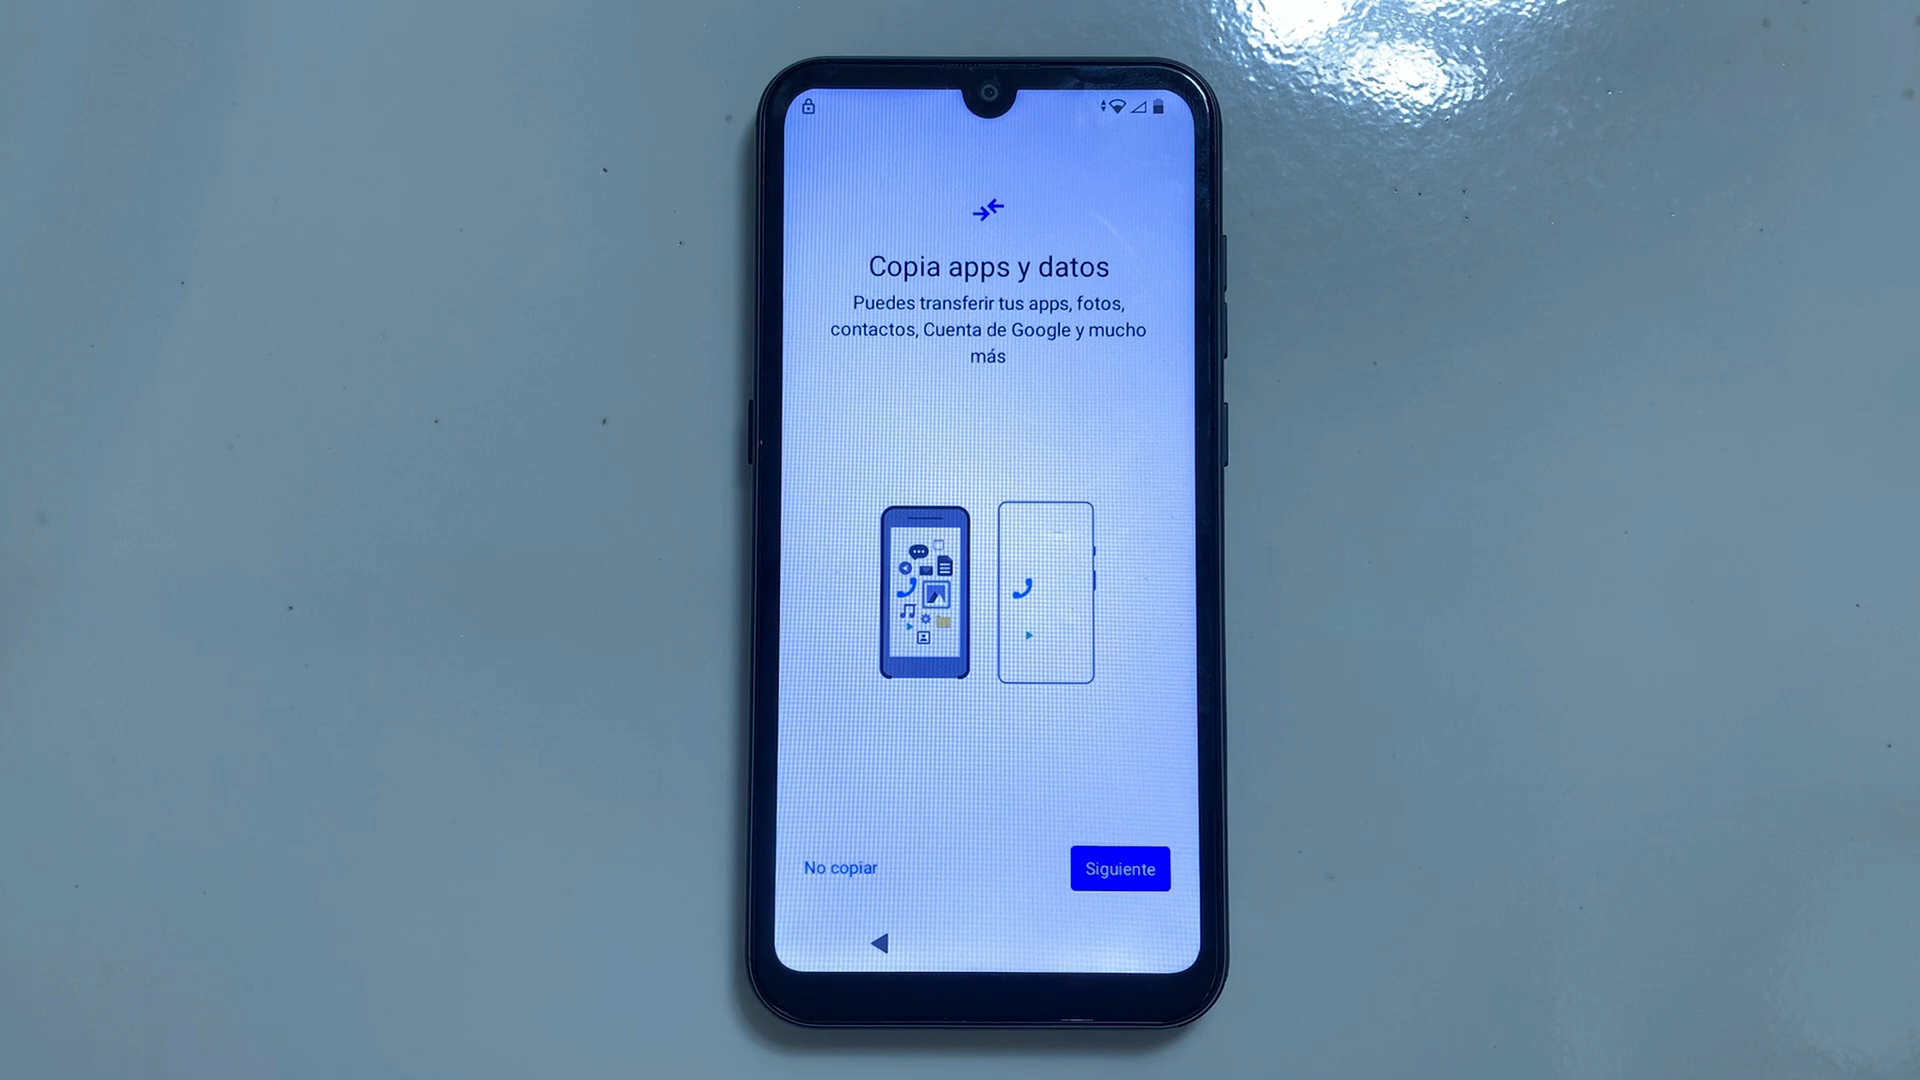 Copia apps y datos
Puedes transferir tus apps, fotos,
contactos, Cuenta de Google y mucho
más
No copiar
Siguiente